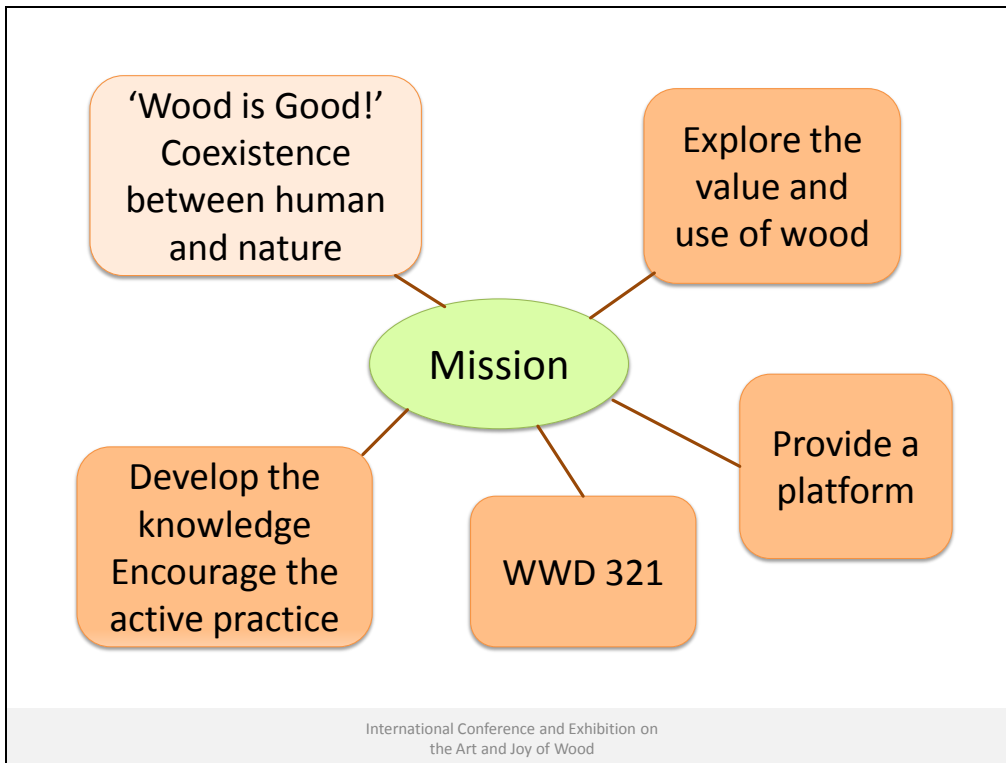 ‘Wood is Good!’
Coexistence
between human
and nature
Explore the
value and
use of wood
Mission
Provide a
platform
Develop the
knowledge
Encourage the
active practice
WWD 321
International Conference and Exhibition on
the Art and Joy of Wood